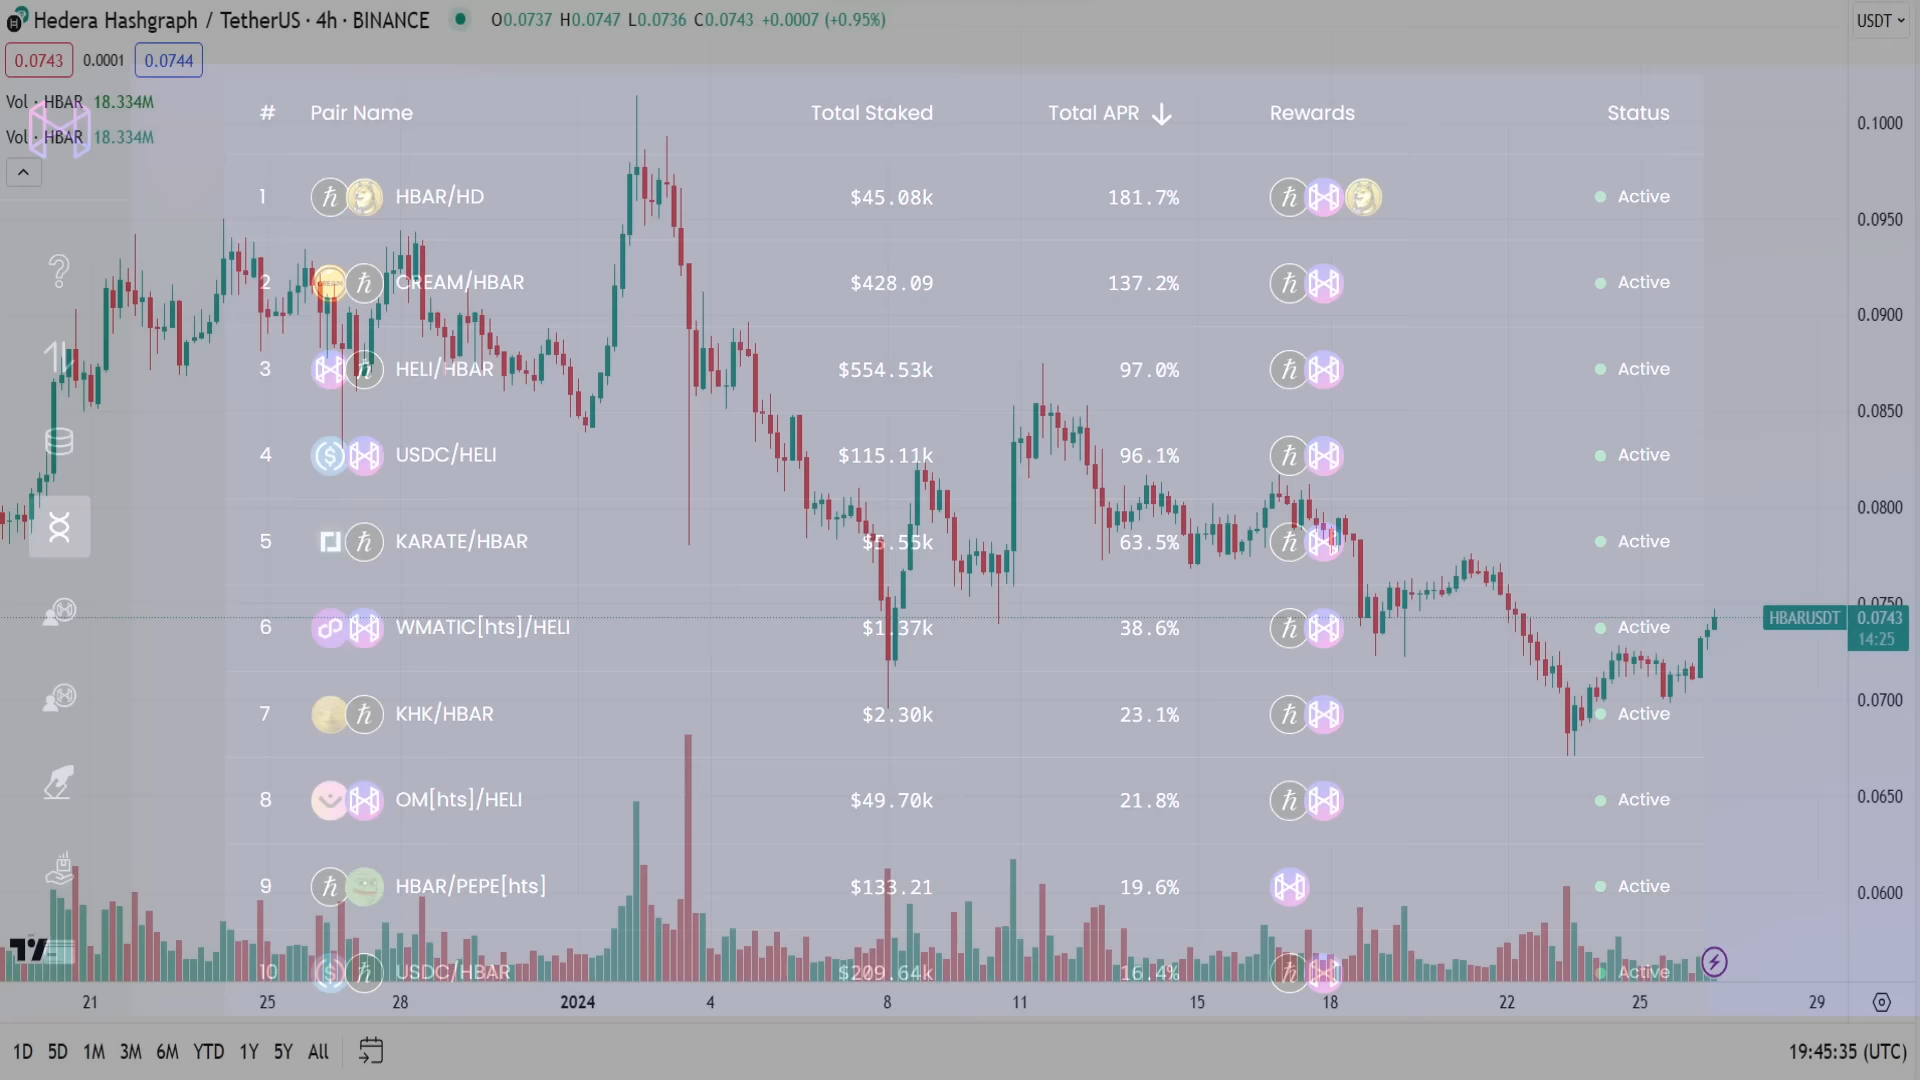 Hedera Hashgraph / TetherUS · 4h · BINANCE O0.0737 H0.0747 L0.0736 C0.0743 +0.0007 (+0.95%) USDT
0.0743 0.0001 0.0744
Vol · HBAR 18.334M
Vol · HBAR 18.334M
# Pair Name Total Staked Total APR Rewards Status
1 HBAR/HD $45.08k 181.7% Active
2 CREAM/HBAR $428.09 137.2% Active
3 HELI/HBAR $554.53k 97.0% Active
4 USDC/HELI $115.11k 96.1% Active
5 KARATE/HBAR $5.55k 63.5% Active
6 WMATIC[hts]/HELI $1.37k 38.6% Active
7 KHK/HBAR $2.30k 23.1% Active
8 OM[hts]/HELI $49.70k 21.8% Active
9 HBAR/PEPE[hts] $133.21 19.6% Active
10 USDC/HBAR $209.64k 16.4% Active
0.1000
0.0950
0.0900
0.0850
0.0800
0.0750
HBARUSDT 0.0743
14:25
0.0700
0.0650
0.0600
21 25 28 2024 4 8 11 15 18 22 25 29
1D 5D 1M 3M 6M YTD 1Y 5Y All 19:45:35 (UTC)